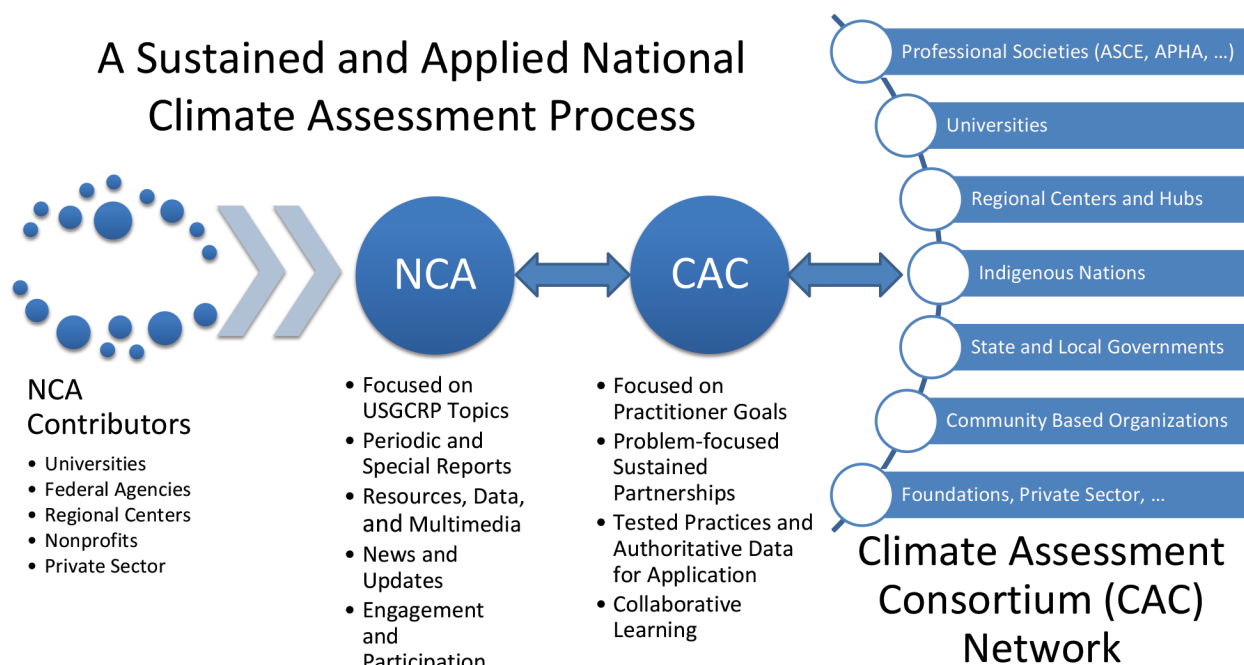 A Sustained and Applied National
Climate Assessment Process
NCA
Contributors
• Universities
• Federal Agencies
• Regional Centers
• Nonprofits
• Private Sector
NCA
• Focused on
USGCRP Topics
• Periodic and
Special Reports
• Resources, Data,
and Multimedia
• News and
Updates
• Engagement
and
Participation
CAC
• Focused on
Practitioner Goals
• Problem-focused
Sustained
Partnerships
• Tested Practices and
Authoritative Data
for Application
• Collaborative
Learning
Professional Societies (ASCE, APHA, ...)
Universities
Regional Centers and Hubs
Indigenous Nations
State and Local Governments
Community Based Organizations
Foundations, Private Sector, ...
Climate Assessment
Consortium (CAC)
Network